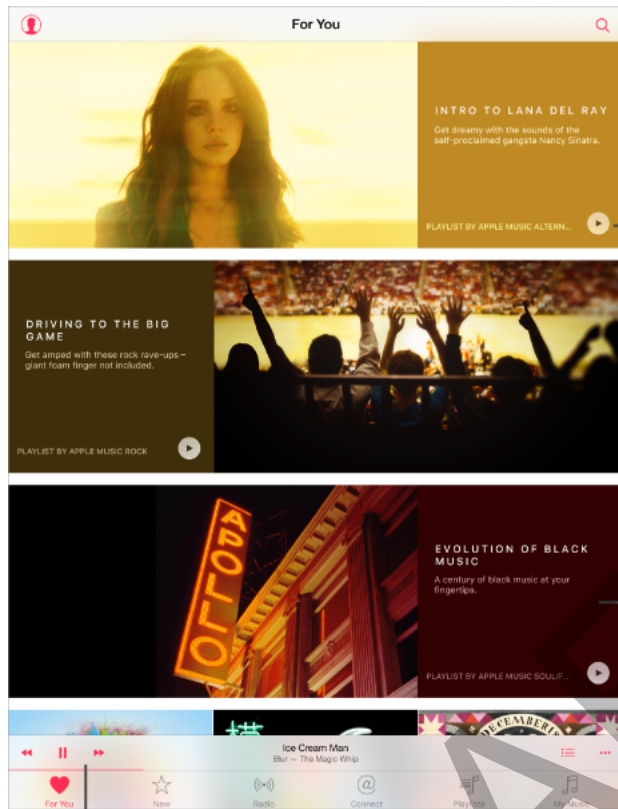 For You
INTRO TO LANA DEL RAY
Get dreamy with the sounds of the
self-proclaimed gangsta Nancy Sinatra.
PLAYLIST BY APPLE MUSIC ALTERN...
DRIVING TO THE BIG
GAME
Get amped with these rock rave-ups –
giant foam finger not included.
PLAYLIST BY APPLE MUSIC ROCK
APOLLO
EVOLUTION OF BLACK
MUSIC
A century of black music at your
fingertips.
PLAYLIST BY APPLE MUSIC SOUL/F...
DECEMBERIS
Ice Cream Man
Blur — The Magic Whip
For You
New
Radio
Connect
Playlists
My Music